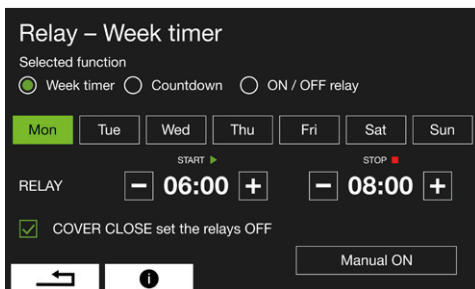 Relay – Week timer
Selected function
Week timer Countdown ON / OFF relay
Mon Tue Wed Thu Fri Sat Sun
START STOP
RELAY − 06:00 + − 08:00 +
COVER CLOSE set the relays OFF
Manual ON